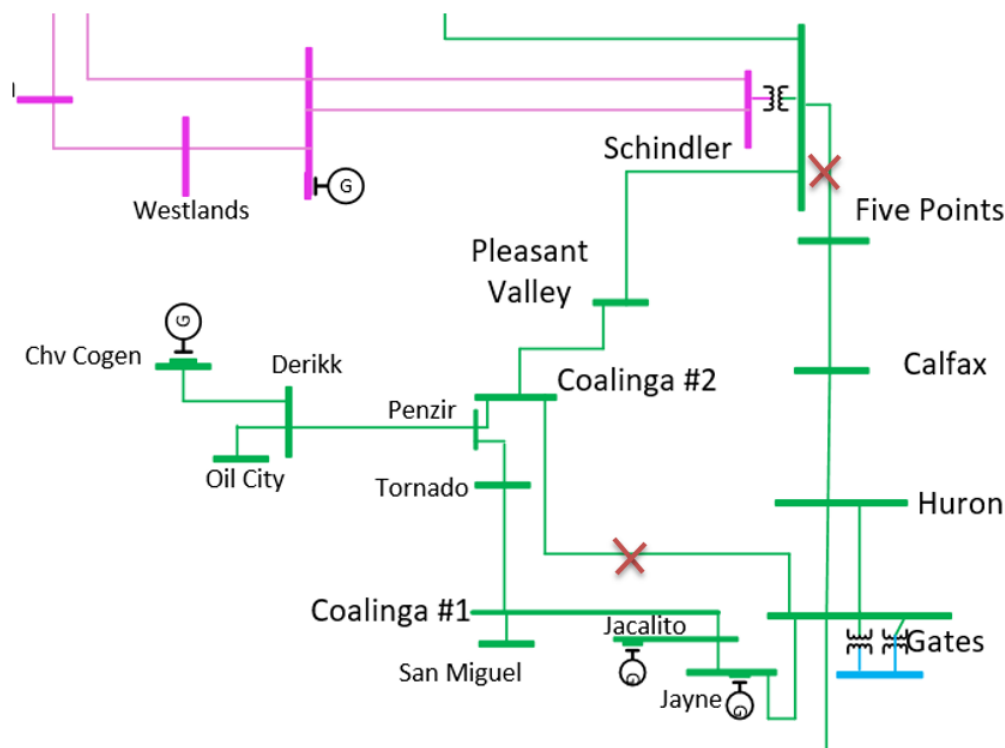 I
Schindler
Westlands
G
Five Points
Pleasant
Valley
G
Chv Cogen
Derikk
Calfax
Coalinga #2
Penzir
Oil City
Tornado
Huron
Coalinga #1
Jacalito
Gates
San Miguel
G
Jayne
G